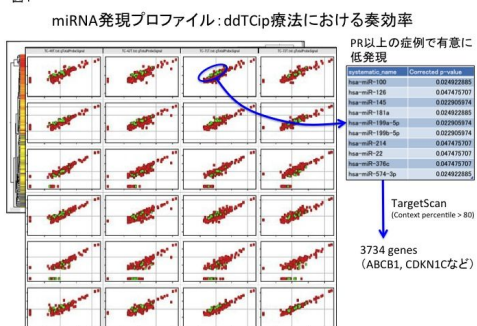 miRNA発現プロファイル：ddTCip療法における奏効率
PR以上の症例で有意に
低発現
systematic_name Corrected p-value
hsa-miR-100 0.024922885
hsa-miR-126 0.047475707
hsa-miR-145 0.022905974
hsa-miR-181a 0.024922885
hsa-miR-199a-5p 0.022905974
hsa-miR-199b-5p 0.022905974
hsa-miR-214 0.047475707
hsa-miR-22 0.047475707
hsa-miR-376c 0.047475707
hsa-miR-574-3p 0.024922885
TargetScan
(Context percentile > 80)
3734 genes
（ABCB1, CDKN1Cなど）